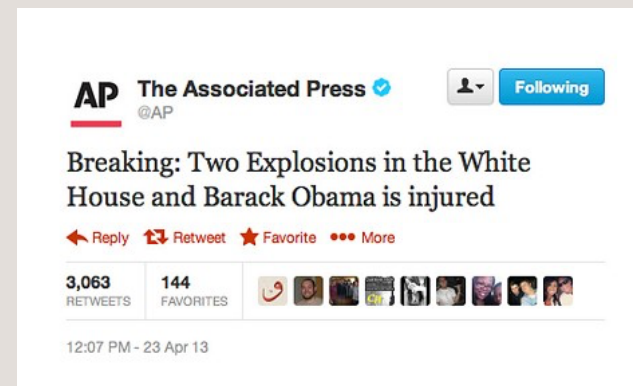 AP The Associated Press
@AP
Following
Breaking: Two Explosions in the White
House and Barack Obama is injured
Reply Retweet Favorite More
3,063 144
RETWEETS FAVORITES
12:07 PM - 23 Apr 13